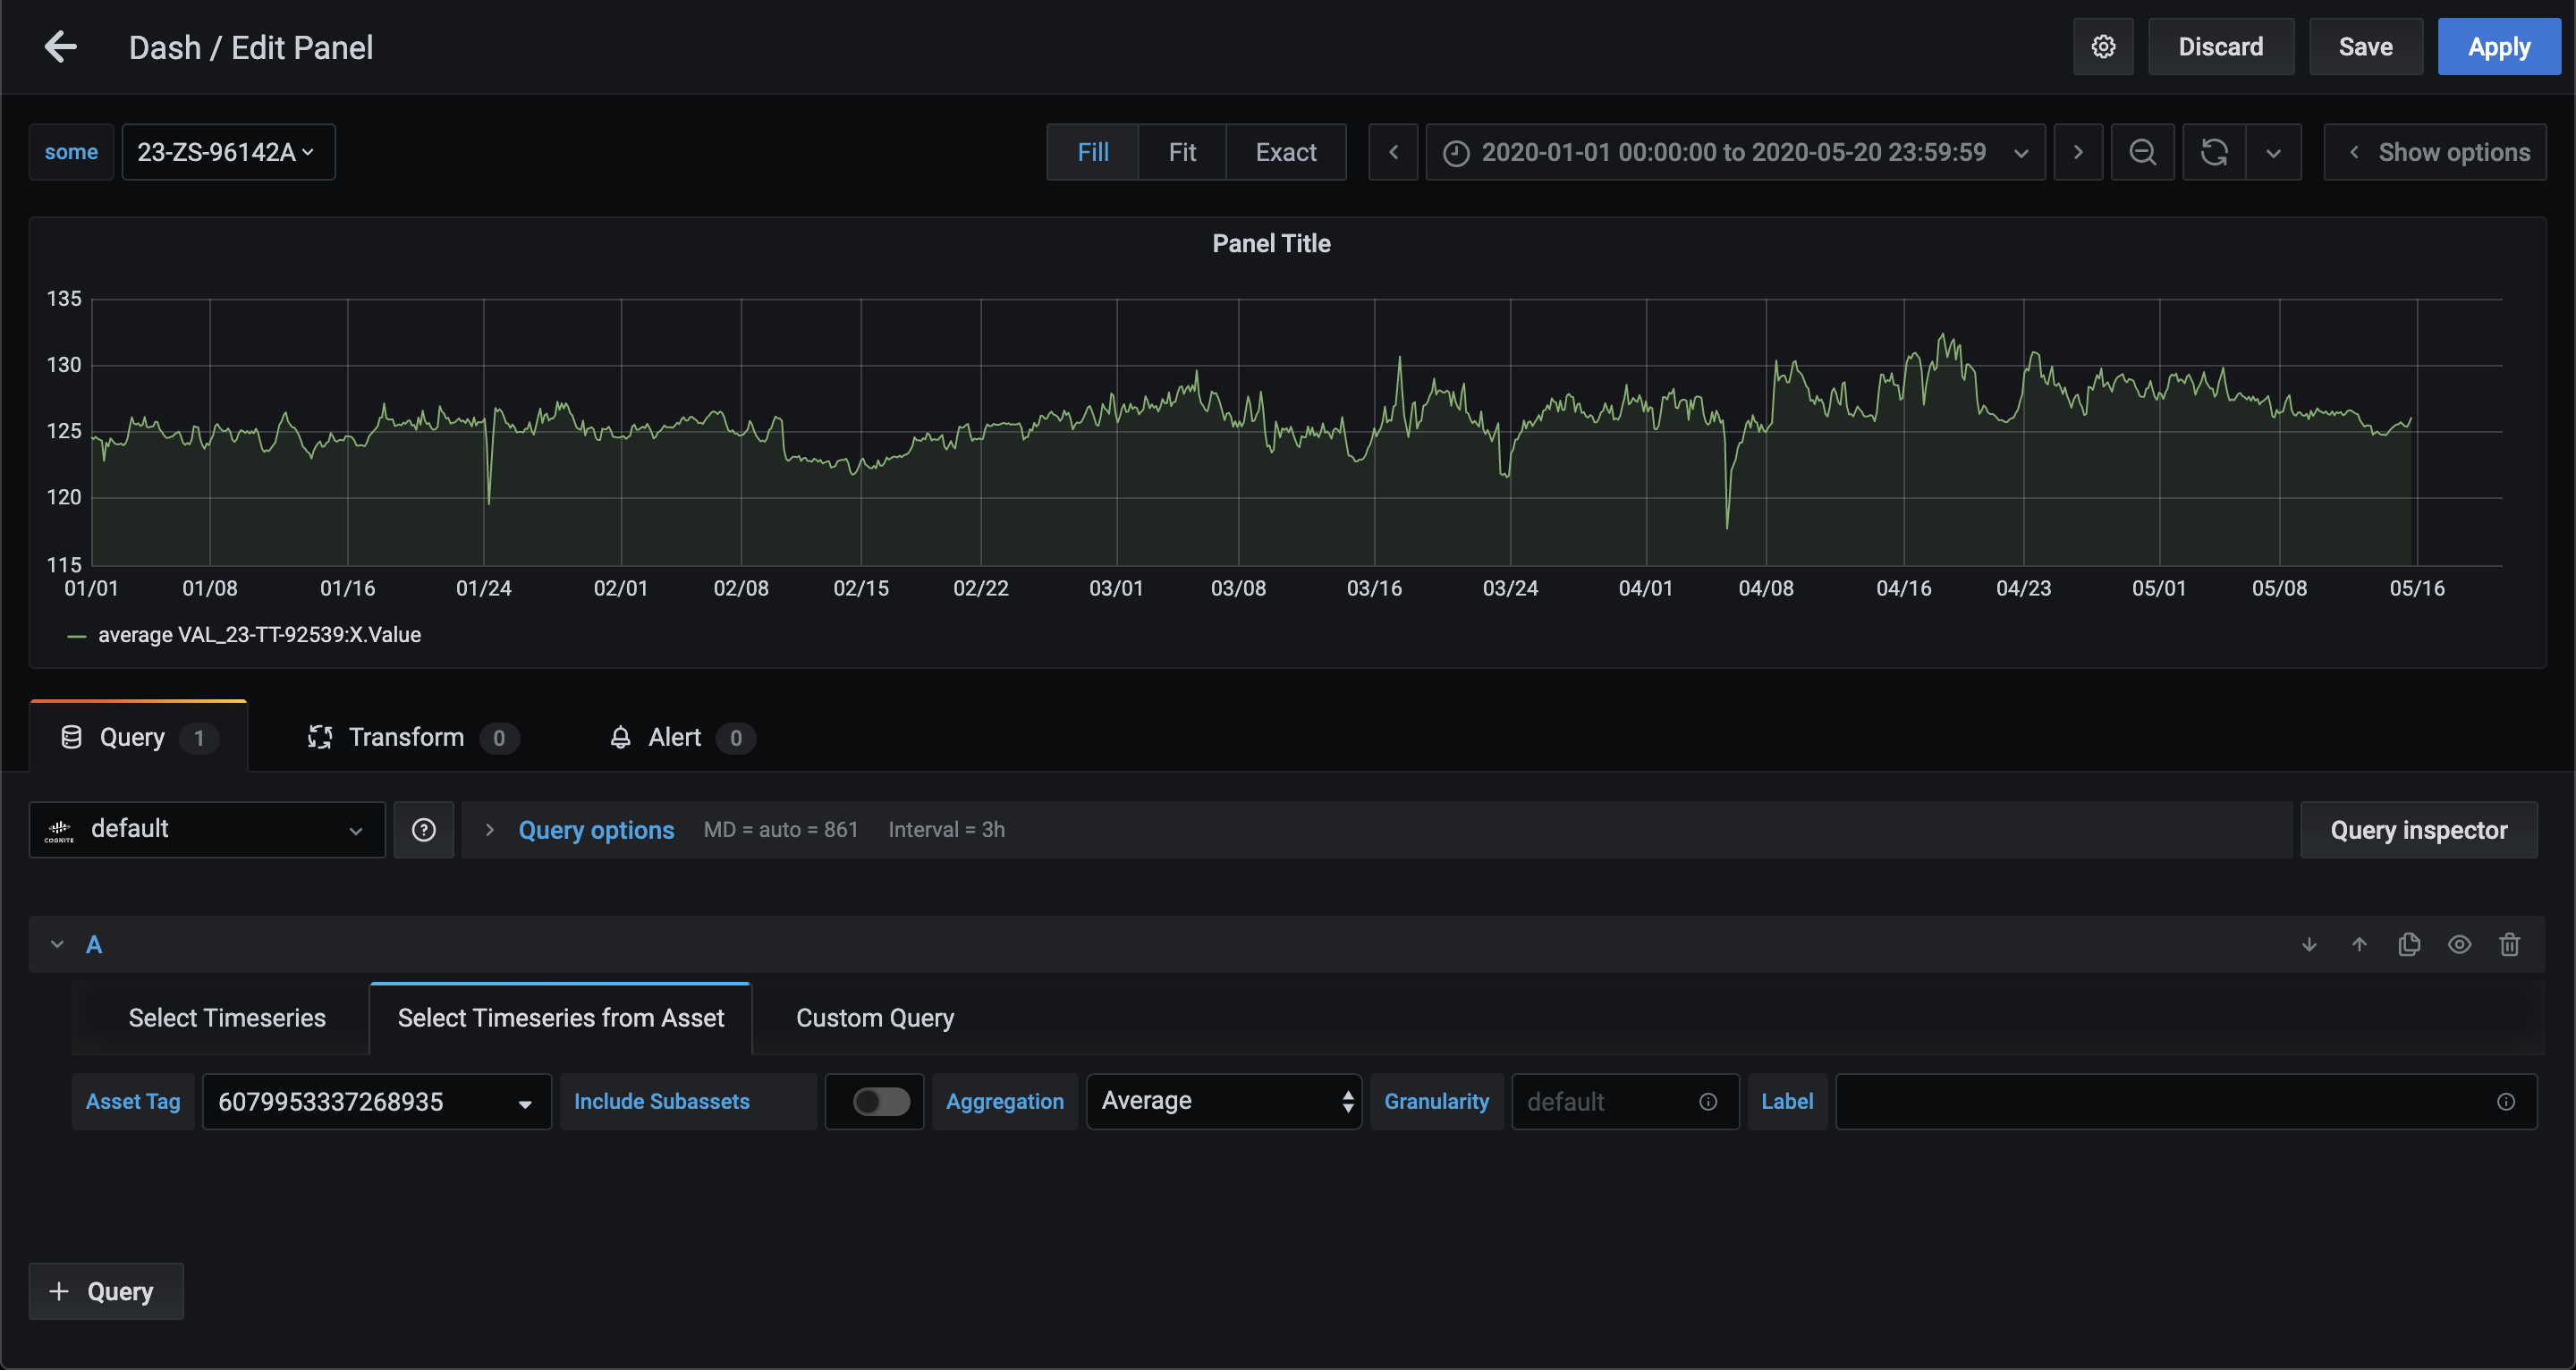 Dash / Edit Panel
Discard
Save
Apply
some
23-ZS-96142A
Fill
Fit
Exact
2020-01-01 00:00:00 to 2020-05-20 23:59:59
Show options
Panel Title
135
130
125
120
115
01/01 01/08 01/16 01/24 02/01 02/08 02/15 02/22 03/01 03/08 03/16 03/24 04/01 04/08 04/16 04/23 05/01 05/08 05/16
average VAL_23-TT-92539:X.Value
Query 1
Transform 0
Alert 0
COGNITE
default
Query options
MD = auto = 861
Interval = 3h
Query inspector
A
Select Timeseries
Select Timeseries from Asset
Custom Query
Asset Tag
6079953337268935
Include Subassets
Aggregation
Average
Granularity
default
Label
+ Query